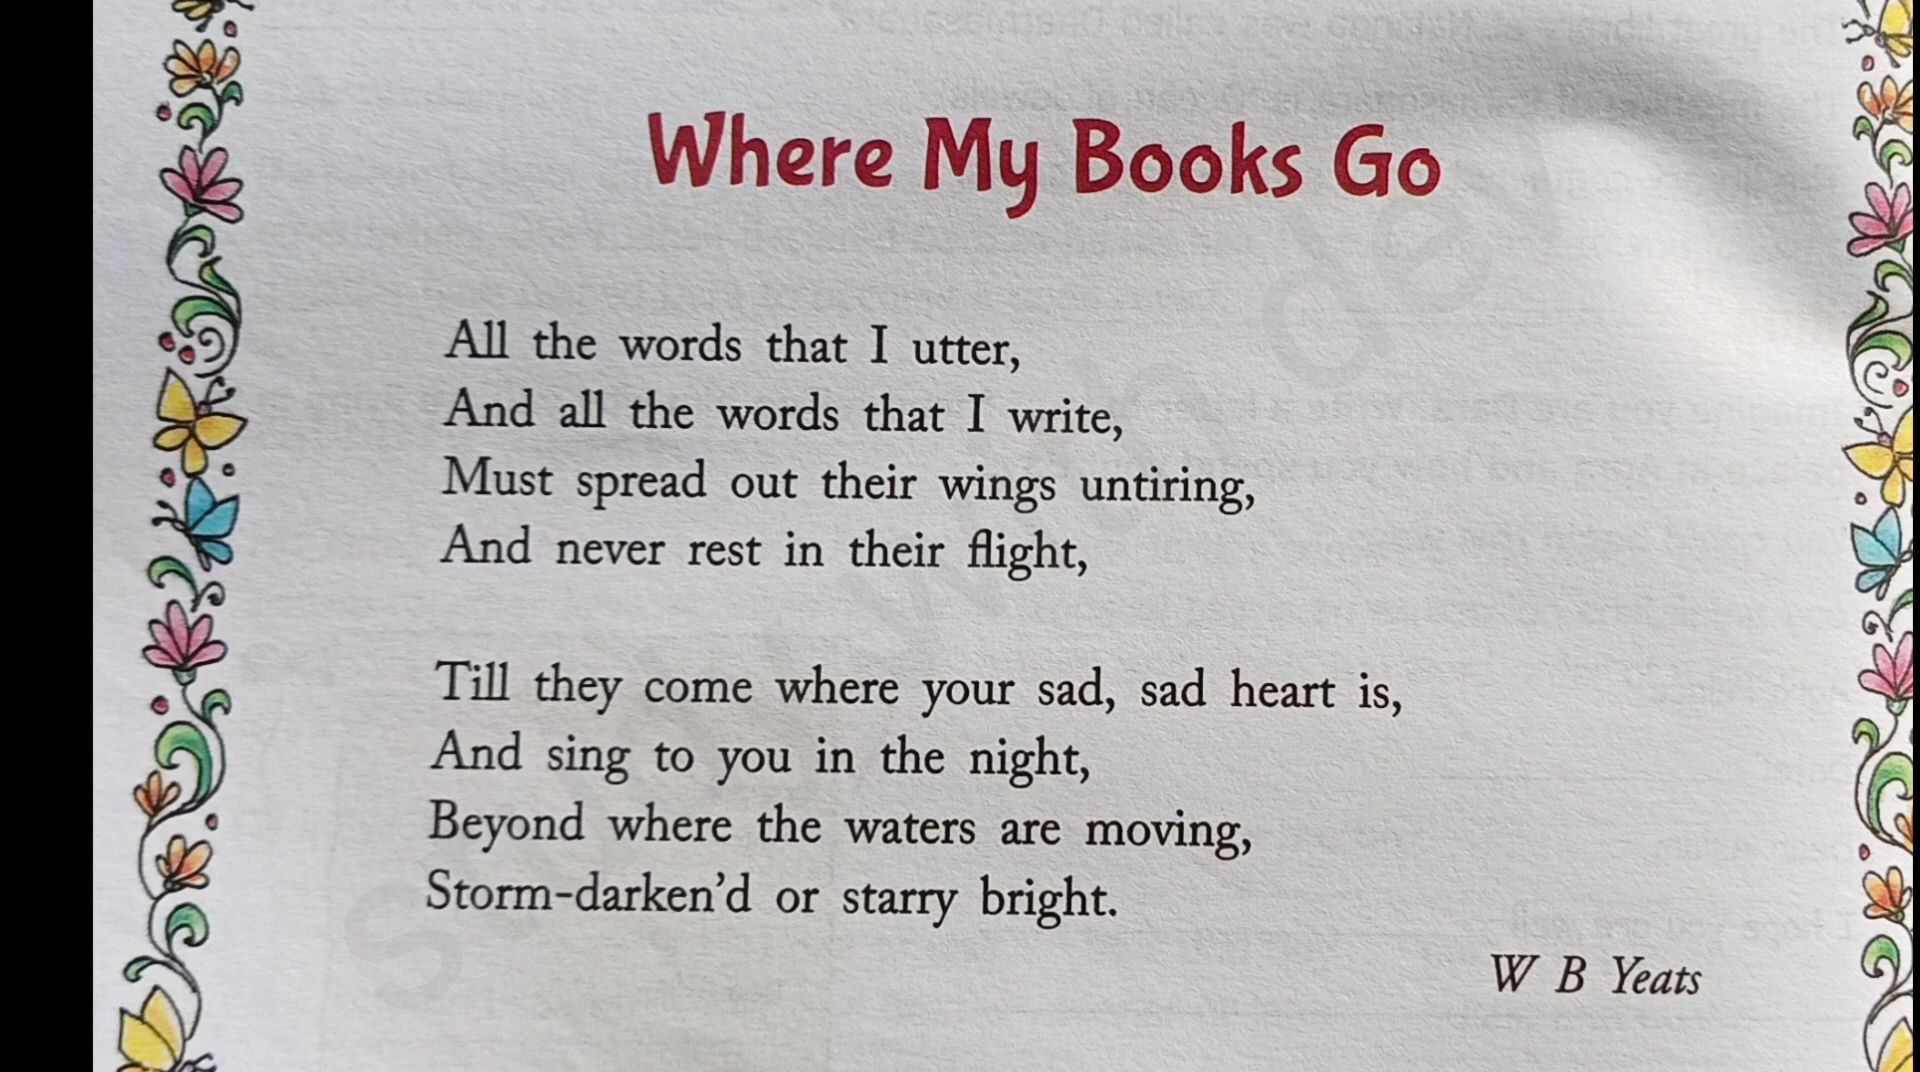 Where My Books Go
All the words that I utter,
And all the words that I write,
Must spread out their wings untiring,
And never rest in their flight,
Till they come where your sad, sad heart is,
And sing to you in the night,
Beyond where the waters are moving,
Storm-darken’d or starry bright.
W B Yeats